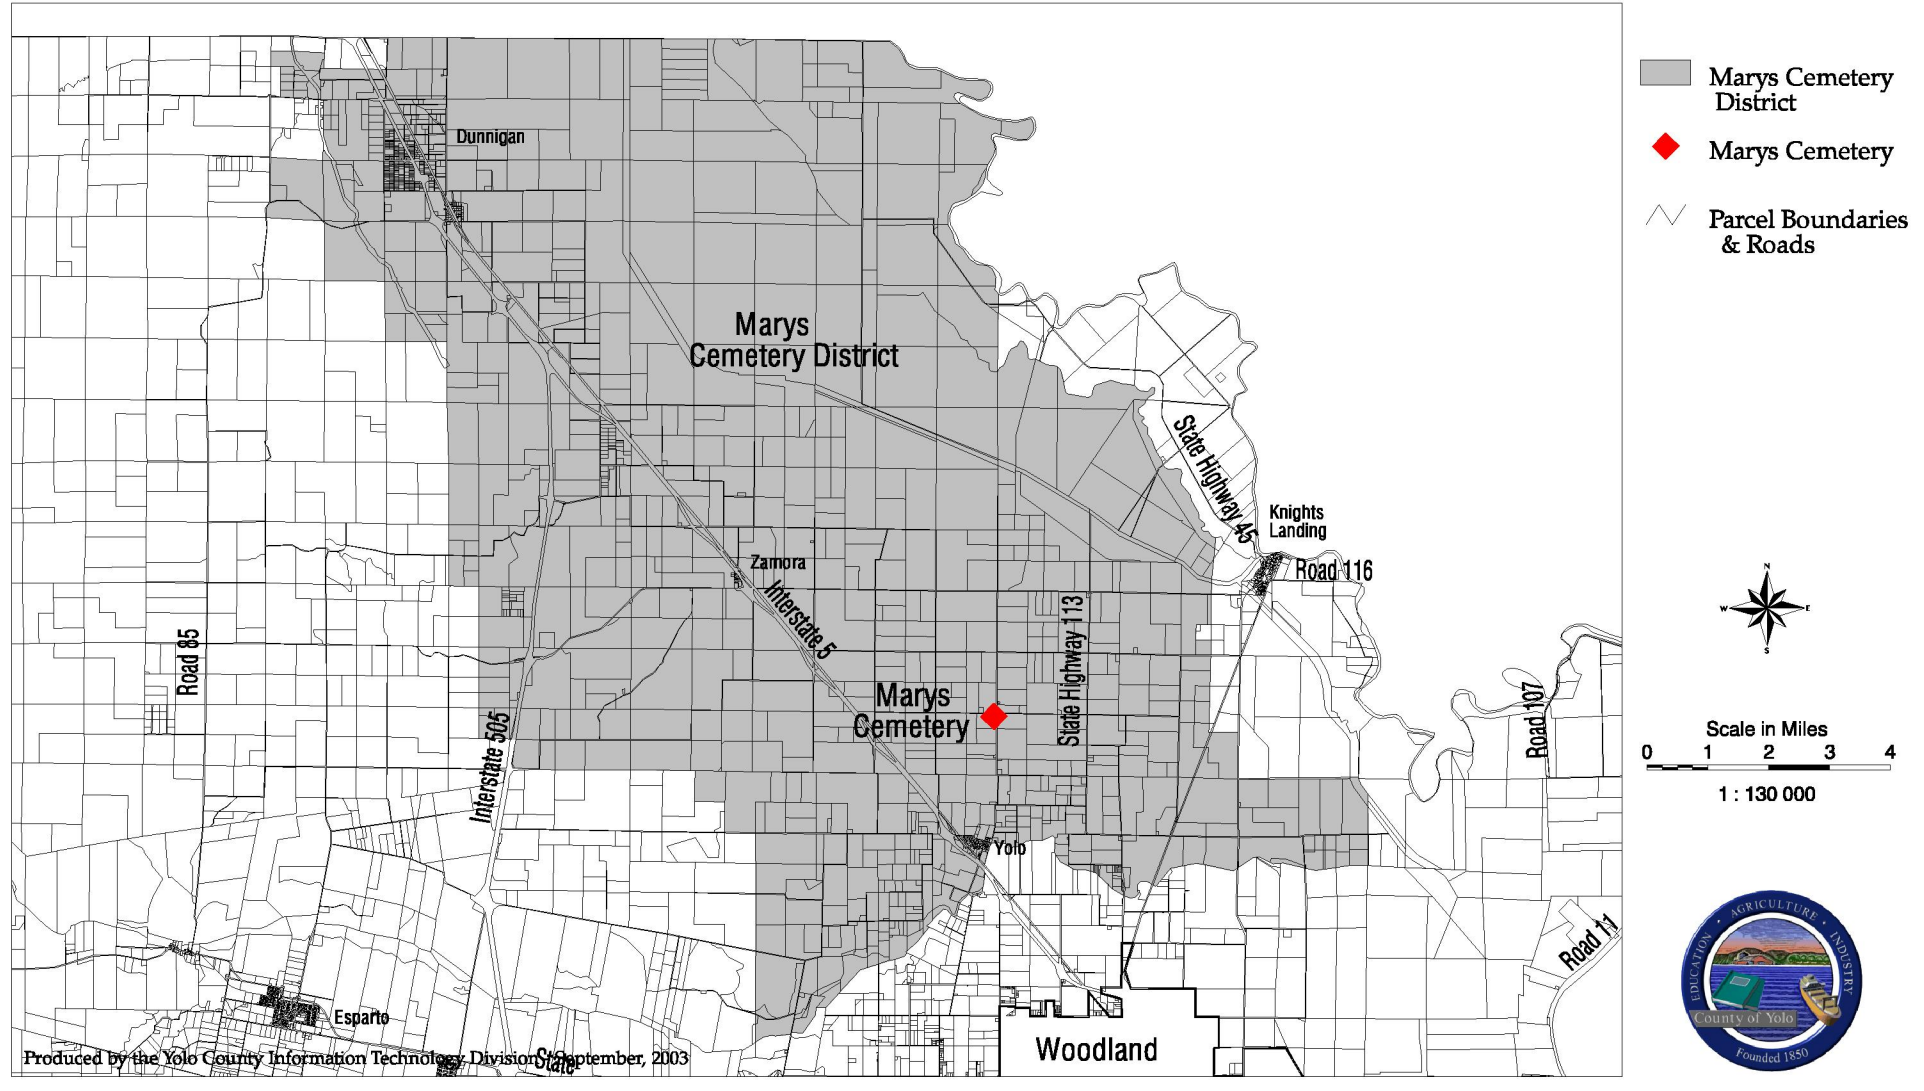 Marys Cemetery
District
Marys Cemetery
Parcel Boundaries
& Roads
Dunnigan
Marys
Cemetery District
State Highway 45
Knights
Landing
Road 116
Zamora
Interstate 5
State Highway 113
Road 85
Marys
Cemetery
Interstate 505
Road 107
N
W
E
S
Scale in Miles
0 1 2 3 4
1 : 130 000
Yolo
Road 11
Esparto
Woodland
State
Produced by the Yolo County Information Technology Division, September, 2003
EDUCATION • AGRICULTURE • INDUSTRY
County of Yolo
Founded 1850